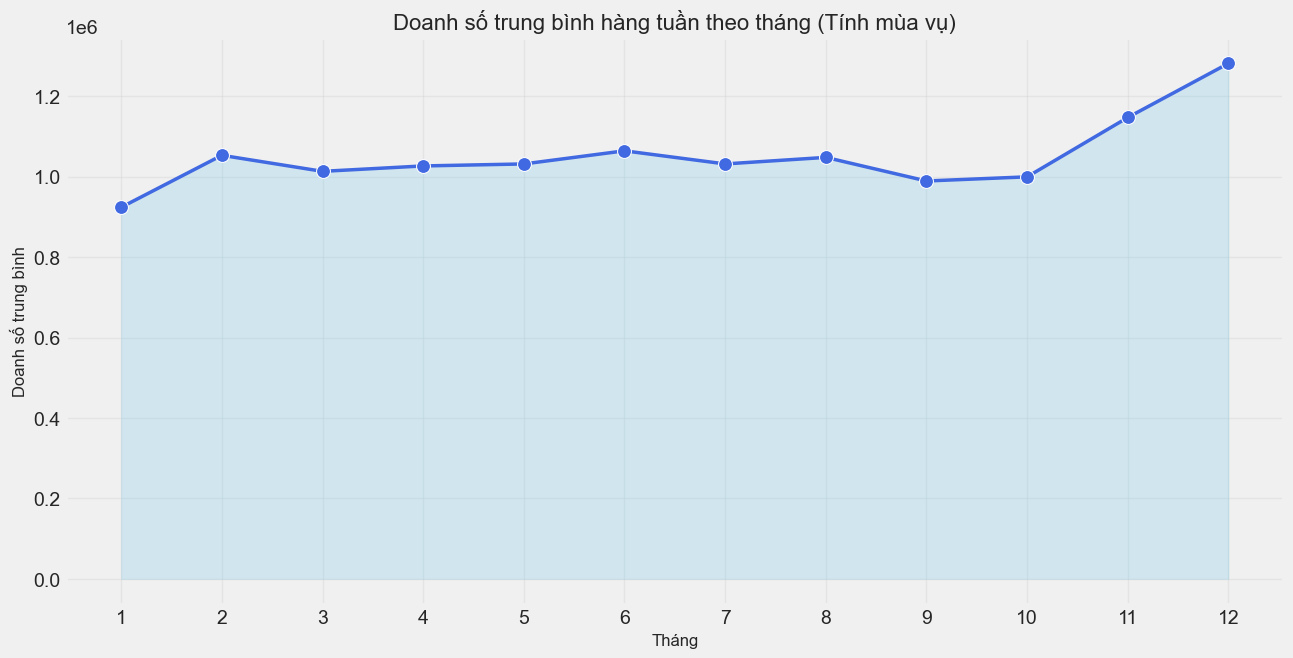 Doanh số trung bình hàng tuần theo tháng (Tính mùa vụ)
1e6
1.2
1.0
0.8
0.6
0.4
0.2
0.0
Doanh số trung bình
1 2 3 4 5 6 7 8 9 10 11 12
Tháng